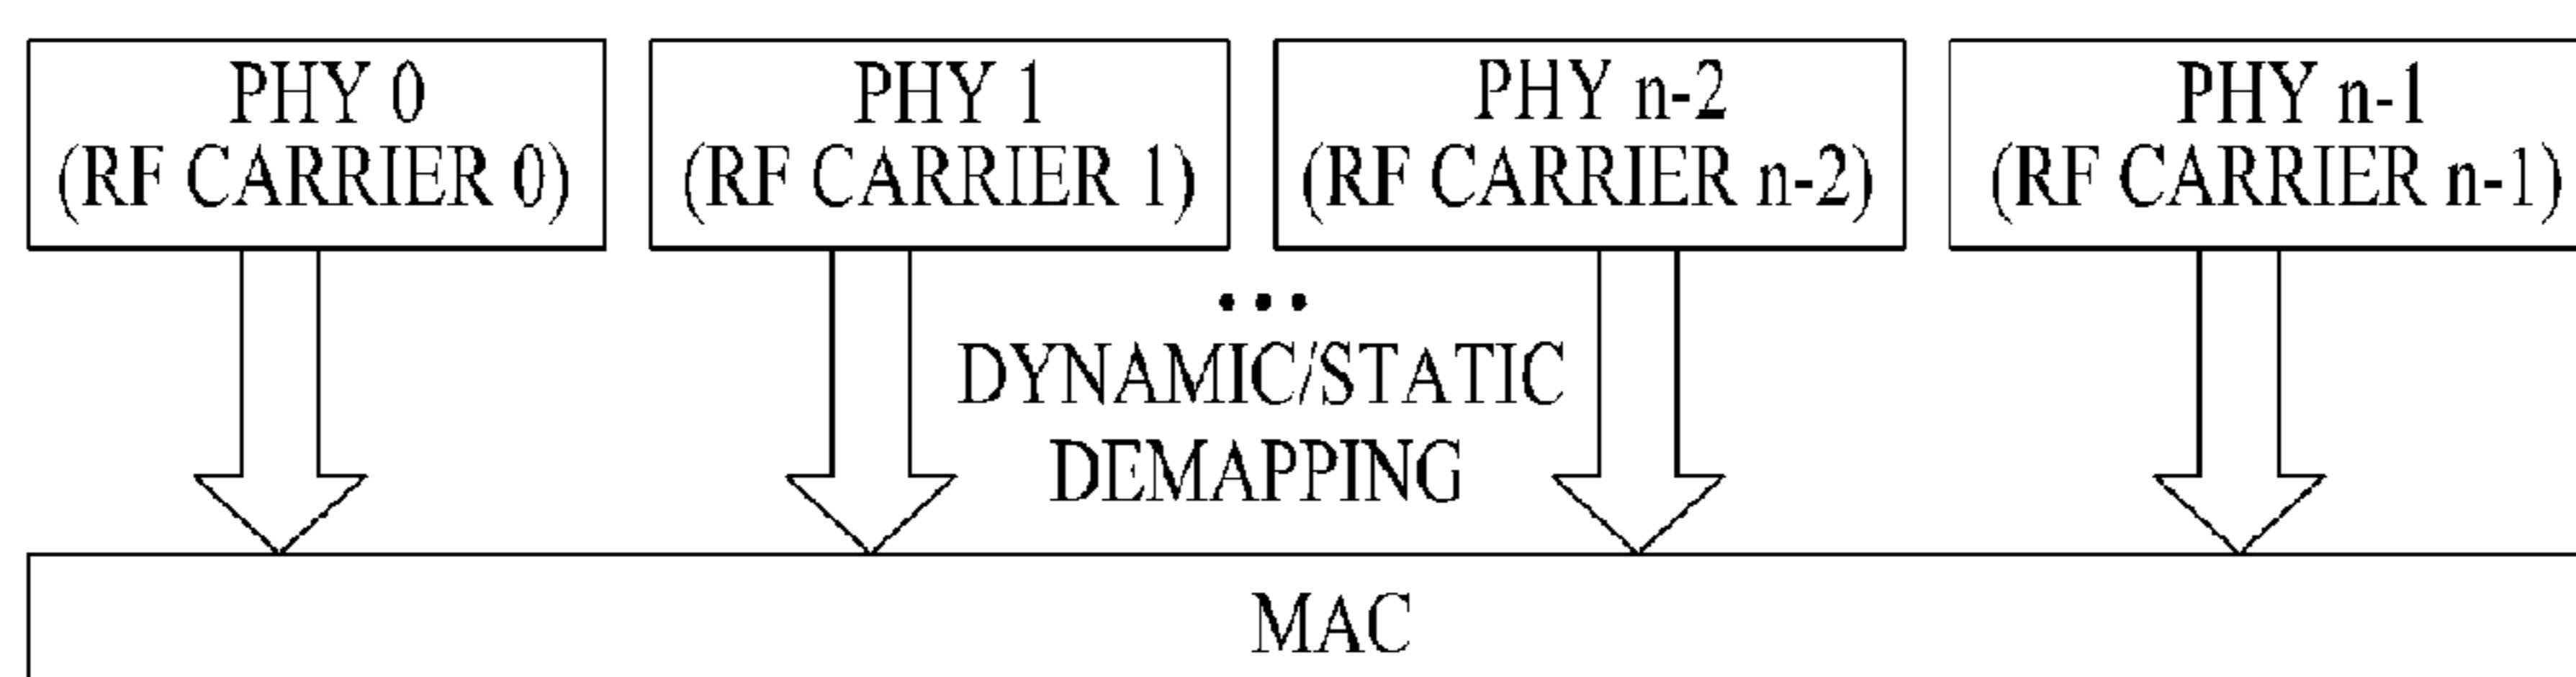 PHY 0
(RF CARRIER 0)
PHY 1
(RF CARRIER 1)
PHY n-2
(RF CARRIER n-2)
PHY n-1
(RF CARRIER n-1)
•••
DYNAMIC/STATIC
DEMAPPING
MAC